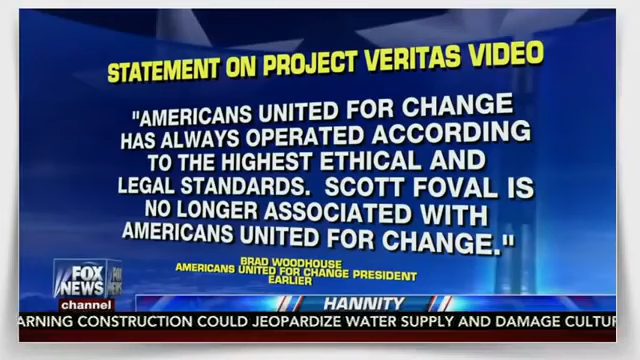 STATEMENT ON PROJECT VERITAS VIDEO
"AMERICANS UNITED FOR CHANGE
HAS ALWAYS OPERATED ACCORDING
TO THE HIGHEST ETHICAL AND
LEGAL STANDARDS. SCOTT FOVAL IS
NO LONGER ASSOCIATED WITH
AMERICANS UNITED FOR CHANGE."
BRAD WOODHOUSE
AMERICANS UNITED FOR CHANGE PRESIDENT
EARLIER
FOX
NEWS
channel
HANNITY
ARNING CONSTRUCTION COULD JEOPARDIZE WATER SUPPLY AND DAMAGE CULTUR